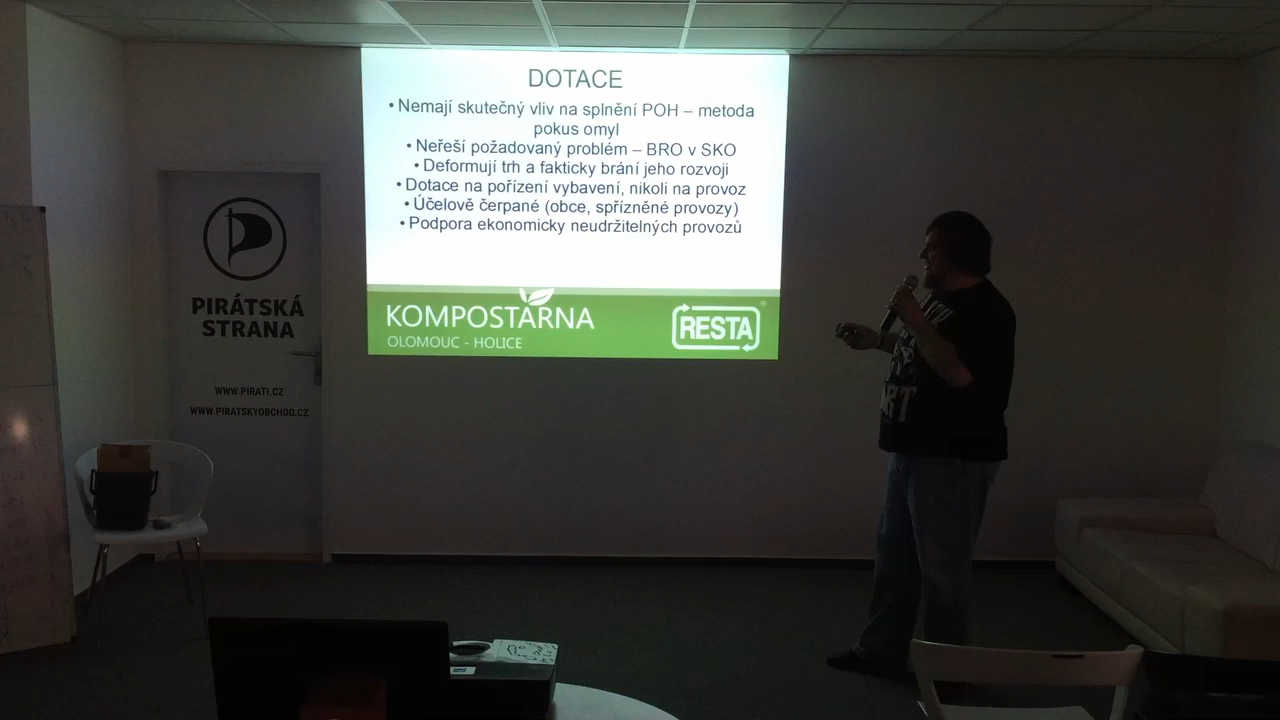 DOTACE
• Nemají skutečný vliv na splnění POH – metoda
pokus omyl
• Neřeší požadovaný problém – BRO v SKO
• Deformují trh a fakticky brání jeho rozvoji
• Dotace na pořízení vybavení, nikoli na provoz
• Účelově čerpané (obce, spřízněné provozy)
• Podpora ekonomicky neudržitelných provozů
KOMPOSTÁRNA
OLOMOUC - HOLICE
RESTA
®
PIRÁTSKÁ
STRANA
WWW.PIRATI.CZ
WWW.PIRATSKYOBCHOD.CZ